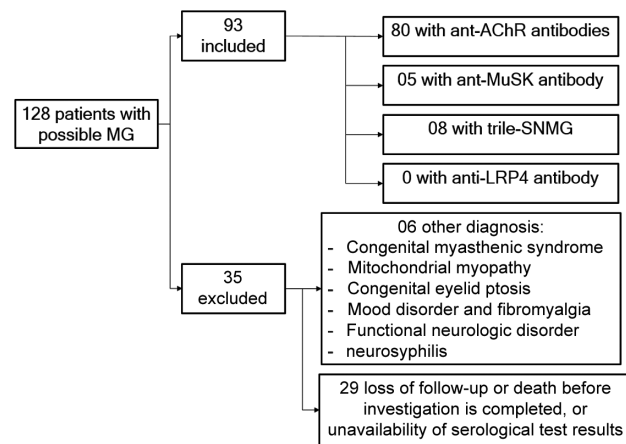 128 patients with
possible MG
93
included
80 with ant-AChR antibodies
05 with ant-MuSK antibody
08 with trile-SNMG
0 with anti-LRP4 antibody
35
excluded
06 other diagnosis:
- Congenital myasthenic syndrome
- Mitochondrial myopathy
- Congenital eyelid ptosis
- Mood disorder and fibromyalgia
- Functional neurologic disorder
- neurosyphilis
29 loss of follow-up or death before
investigation is completed, or
unavailability of serological test results